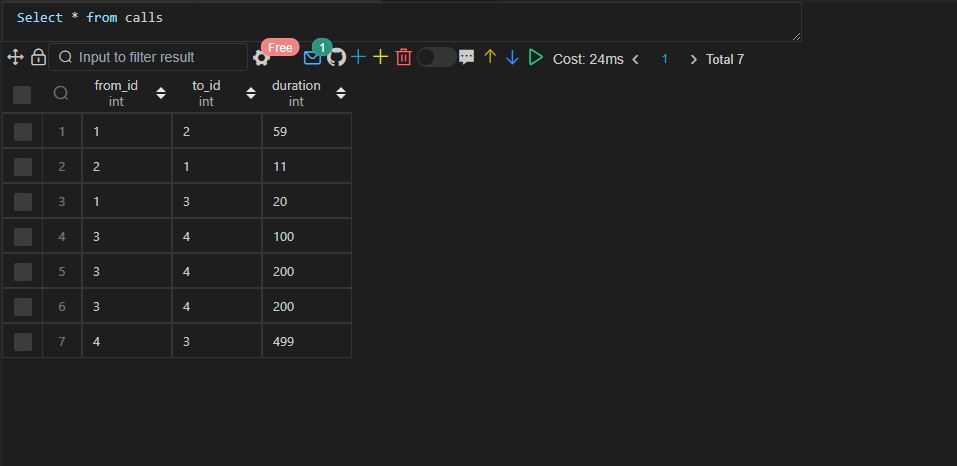 Select * from calls
Input to filter result Free 1 Cost: 24ms 1 Total 7
from_id to_id duration
int int int
1 1 2 59
2 2 1 11
3 1 3 20
4 3 4 100
5 3 4 200
6 3 4 200
7 4 3 499